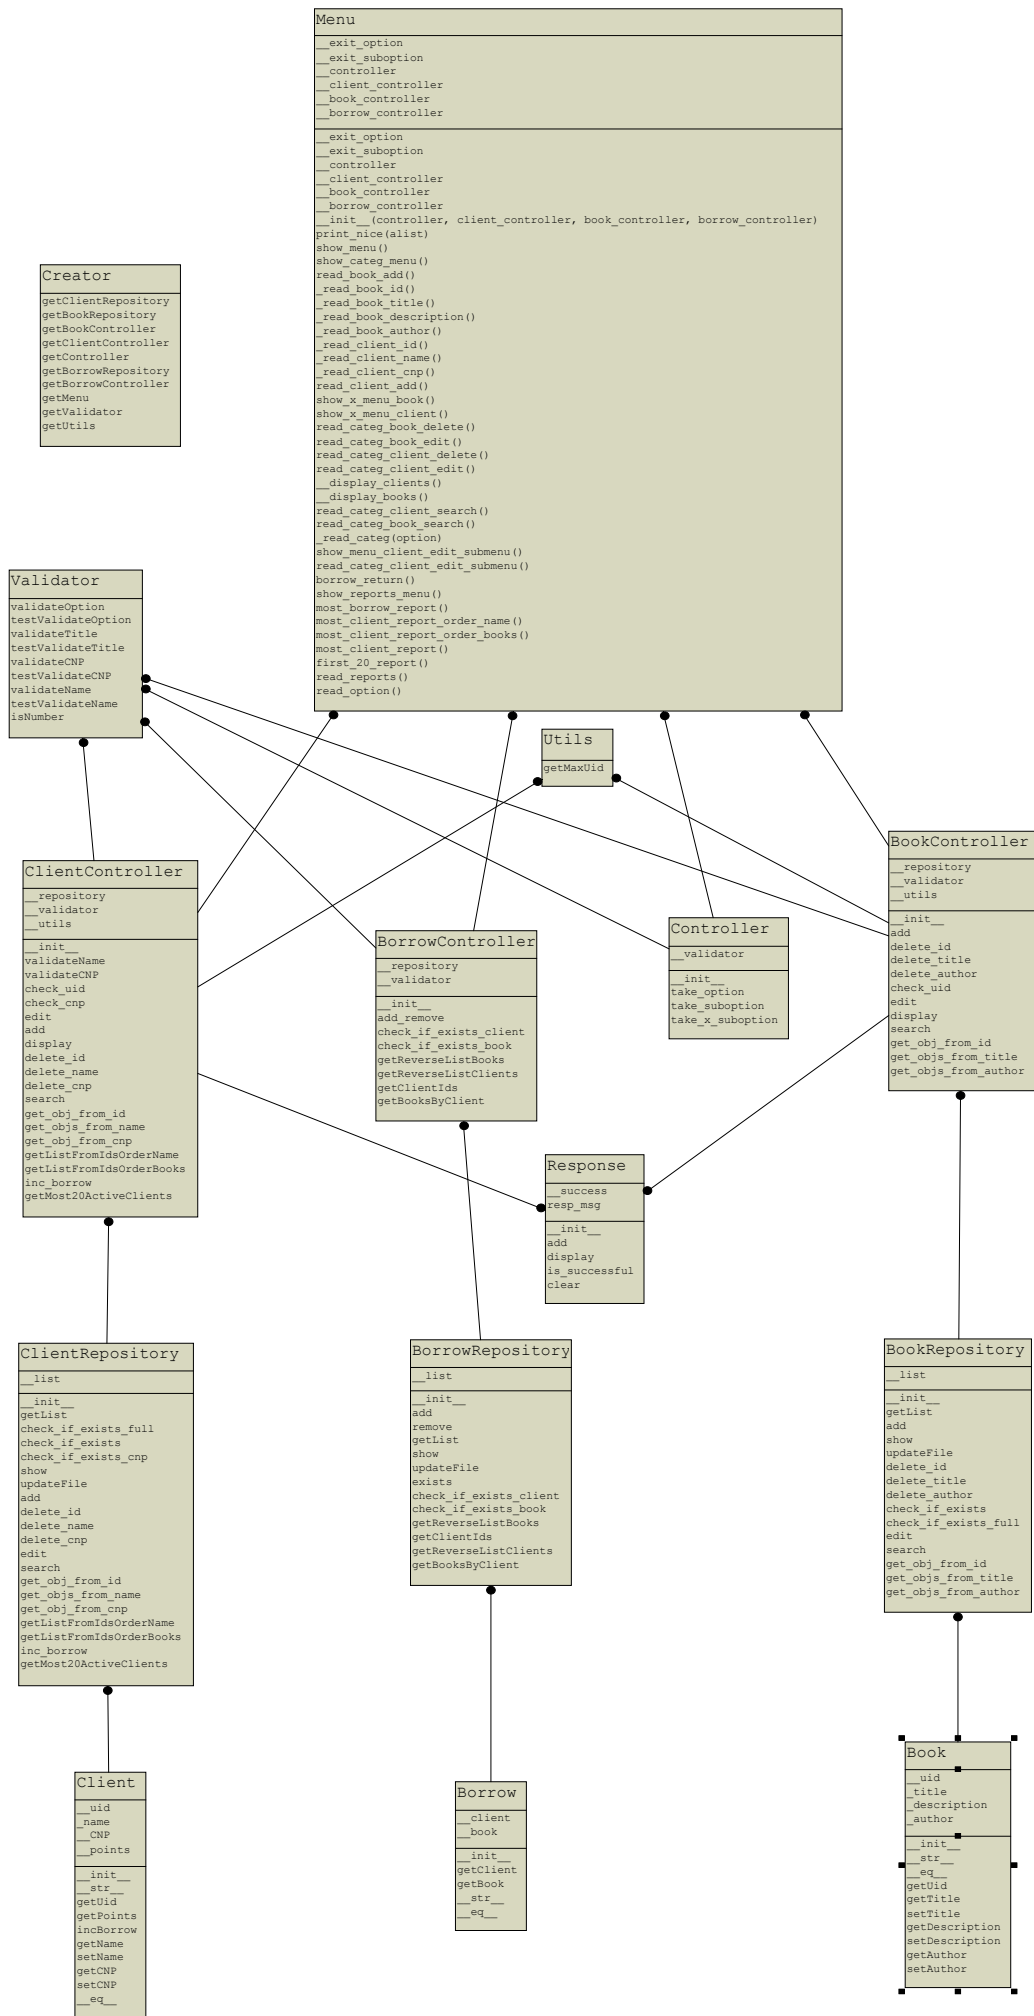 Menu
__exit_option
__exit_suboption
__controller
__client_controller
__book_controller
__borrow_controller
__exit_option
__exit_suboption
__controller
__client_controller
__book_controller
__borrow_controller
__init__(controller, client_controller, book_controller, borrow_controller)
print_nice(alist)
show_menu()
show_categ_menu()
read_book_add()
_read_book_id()
_read_book_title()
_read_book_description()
_read_book_author()
_read_client_id()
_read_client_name()
_read_client_cnp()
read_client_add()
show_x_menu_book()
show_x_menu_client()
read_categ_book_delete()
read_categ_book_edit()
read_categ_client_delete()
read_categ_client_edit()
__display_clients()
__display_books()
read_categ_client_search()
read_categ_book_search()
_read_categ(option)
show_menu_client_edit_submenu()
read_categ_client_edit_submenu()
borrow_return()
show_reports_menu()
most_borrow_report()
most_client_report_order_name()
most_client_report_order_books()
most_client_report()
first_20_report()
read_reports()
read_option()
Creator
getClientRepository
getBookRepository
getBookController
getClientController
getController
getBorrowRepository
getBorrowController
getMenu
getValidator
getUtils
Validator
validateOption
testValidateOption
validateTitle
testValidateTitle
validateCNP
testValidateCNP
validateName
testValidateName
isNumber
Utils
getMaxUid
ClientController
__repository
__validator
__utils
__init__
validateName
validateCNP
check_uid
check_cnp
edit
add
display
delete_id
delete_name
delete_cnp
search
get_obj_from_id
get_objs_from_name
get_obj_from_cnp
getListFromIdsOrderName
getListFromIdsOrderBooks
inc_borrow
getMost20ActiveClients
BorrowController
__repository
__validator
__init__
add_remove
check_if_exists_client
check_if_exists_book
getReverseListBooks
getReverseListClients
getClientIds
getBooksByClient
Controller
__validator
__init__
take_option
take_suboption
take_x_suboption
BookController
__repository
__validator
__utils
__init__
add
delete_id
delete_title
delete_author
check_uid
edit
display
search
get_obj_from_id
get_objs_from_title
get_objs_from_author
Response
__success
resp_msg
__init__
add
display
is_successful
clear
ClientRepository
__list
__init__
getList
check_if_exists_full
check_if_exists
check_if_exists_cnp
show
updateFile
add
delete_id
delete_name
delete_cnp
edit
search
get_obj_from_id
get_objs_from_name
get_obj_from_cnp
getListFromIdsOrderName
getListFromIdsOrderBooks
inc_borrow
getMost20ActiveClients
BorrowRepository
__list
__init__
add
remove
getList
show
updateFile
exists
check_if_exists_client
check_if_exists_book
getReverseListBooks
getClientIds
getReverseListClients
getBooksByClient
BookRepository
__list
__init__
getList
add
show
updateFile
delete_id
delete_title
delete_author
check_if_exists
check_if_exists_full
edit
search
get_obj_from_id
get_objs_from_title
get_objs_from_author
Client
__uid
_name
__CNP
__points
__init__
__str__
getUid
getPoints
incBorrow
getName
setName
getCNP
setCNP
__eq__
Borrow
__client
__book
__init__
getClient
getBook
__str__
__eq__
Book
__uid
_title
_description
_author
__init__
__str__
__eq__
getUid
getTitle
setTitle
getDescription
setDescription
getAuthor
setAuthor